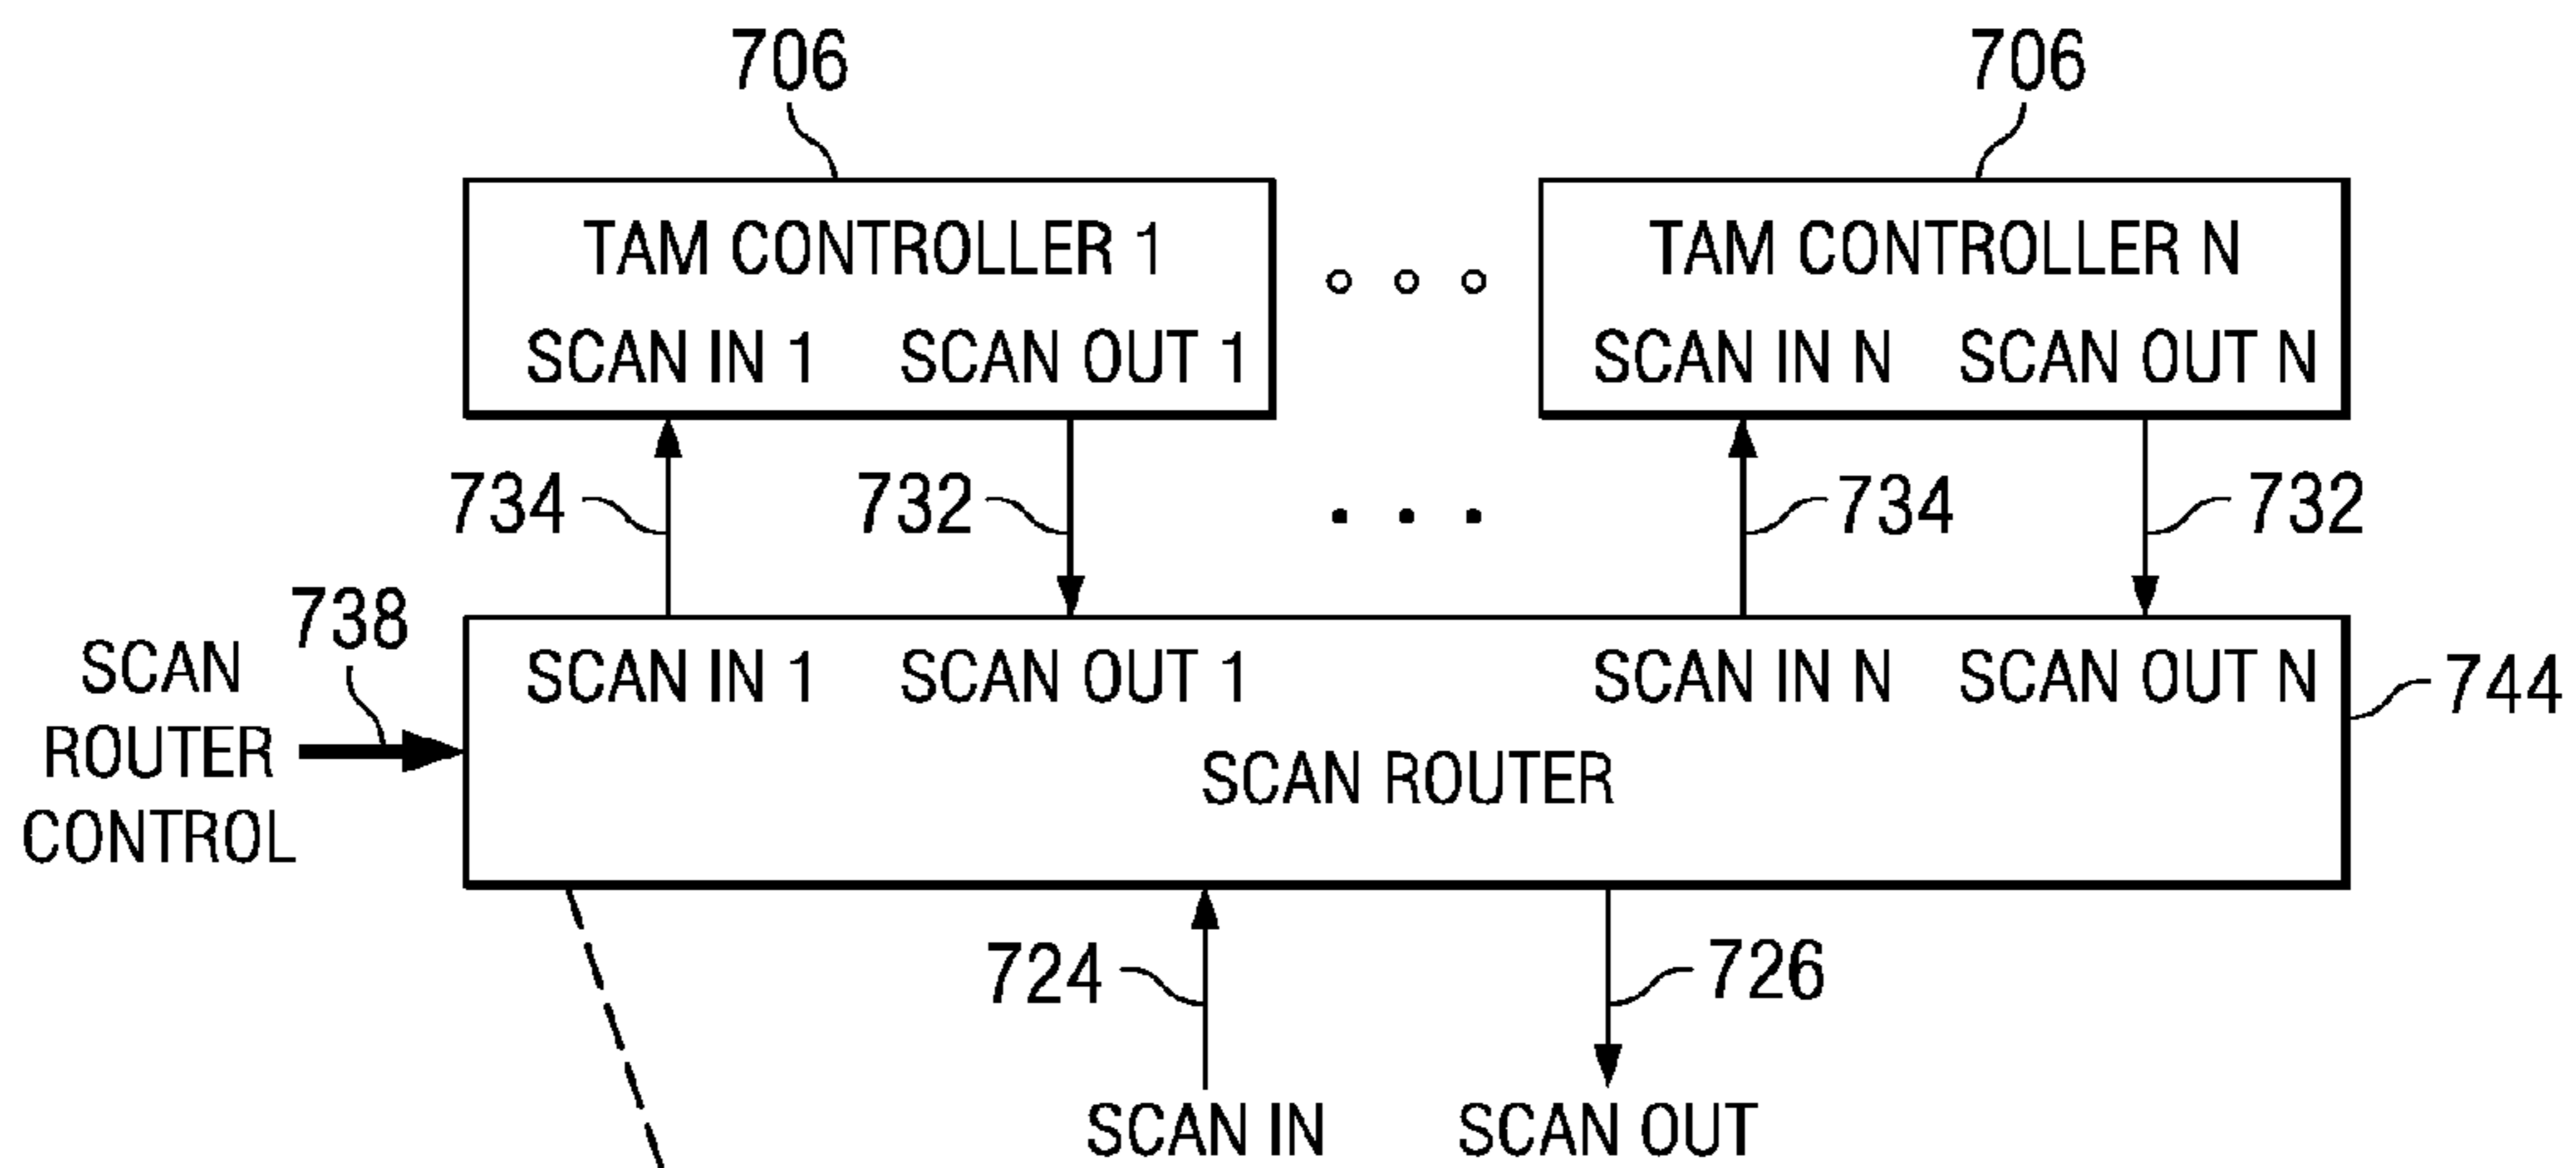 706
706
TAM CONTROLLER 1
TAM CONTROLLER N
SCAN IN 1
SCAN OUT 1
SCAN IN N
SCAN OUT N
734
732
734
732
738
SCAN
ROUTER
CONTROL
SCAN IN 1
SCAN OUT 1
SCAN IN N
SCAN OUT N
744
SCAN ROUTER
724
726
SCAN IN
SCAN OUT